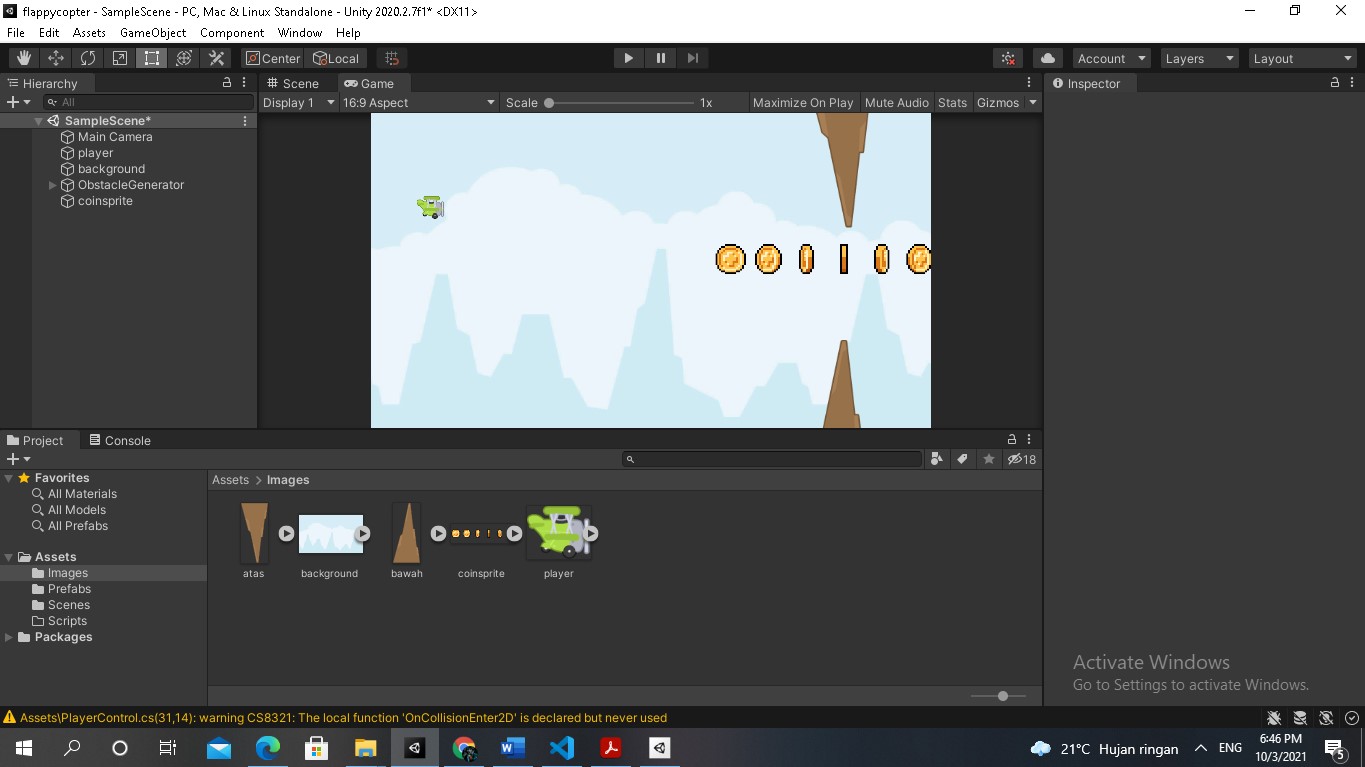 flappycopter - SampleScene - PC, Mac & Linux Standalone - Unity 2020.2.7f1* <DX11>
File Edit Assets GameObject Component Window Help
Center Local Account Layers Layout
Hierarchy
All
SampleScene*
Main Camera
player
background
ObstacleGenerator
coinsprite
Scene Game
Display 1 16:9 Aspect Scale 1x Maximize On Play Mute Audio Stats Gizmos
Inspector
Project Console
18
Favorites
All Materials
All Models
All Prefabs
Assets
Images
Prefabs
Scenes
Scripts
Packages
Assets > Images
atas background bawah coinsprite player
Activate Windows
Go to Settings to activate Windows.
Assets\PlayerControl.cs(31,14): warning CS8321: The local function 'OnCollisionEnter2D' is declared but never used
21°C Hujan ringan ENG
6:46 PM
10/3/2021
5